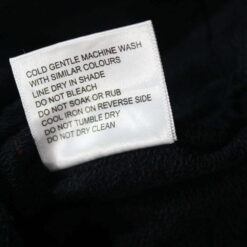 COLD GENTLE MACHINE WASH
WITH SIMILAR COLOURS
LINE DRY IN SHADE
DO NOT BLEACH
DO NOT SOAK OR RUB
COOL IRON ON REVERSE SIDE
DO NOT TUMBLE DRY
DO NOT DRY CLEAN